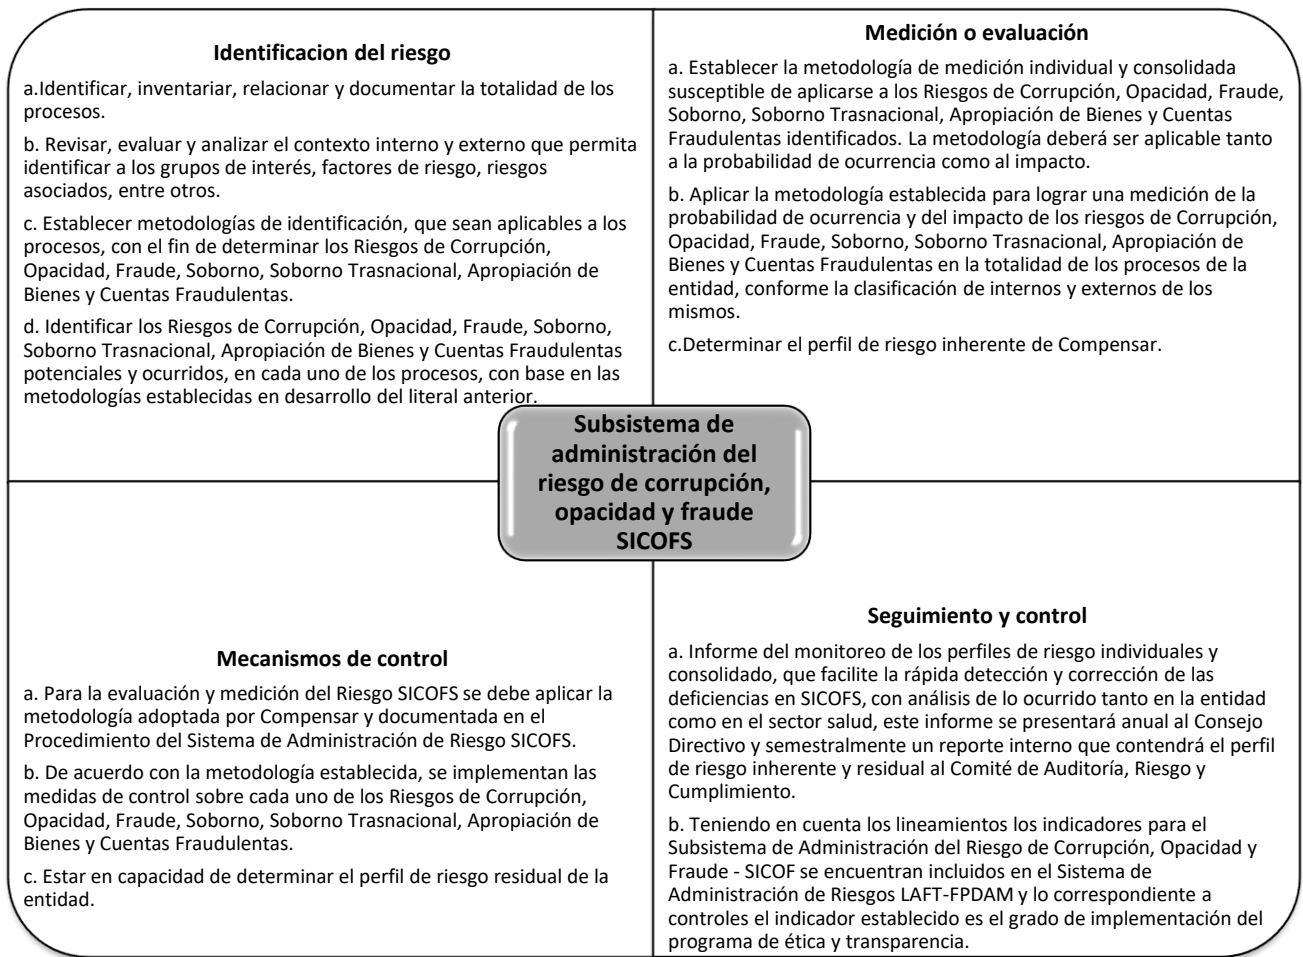 Identificacion del riesgo
a.Identificar, inventariar, relacionar y documentar la totalidad de los
procesos.
b. Revisar, evaluar y analizar el contexto interno y externo que permita
identificar a los grupos de interés, factores de riesgo, riesgos
asociados, entre otros.
c. Establecer metodologías de identificación, que sean aplicables a los
procesos, con el fin de determinar los Riesgos de Corrupción,
Opacidad, Fraude, Soborno, Soborno Trasnacional, Apropiación de
Bienes y Cuentas Fraudulentas.
d. Identificar los Riesgos de Corrupción, Opacidad, Fraude, Soborno,
Soborno Trasnacional, Apropiación de Bienes y Cuentas Fraudulentas
potenciales y ocurridos, en cada uno de los procesos, con base en las
metodologías establecidas en desarrollo del literal anterior.
Medición o evaluación
a. Establecer la metodología de medición individual y consolidada
susceptible de aplicarse a los Riesgos de Corrupción, Opacidad, Fraude,
Soborno, Soborno Trasnacional, Apropiación de Bienes y Cuentas
Fraudulentas identificados. La metodología deberá ser aplicable tanto
a la probabilidad de ocurrencia como al impacto.
b. Aplicar la metodología establecida para lograr una medición de la
probabilidad de ocurrencia y del impacto de los riesgos de Corrupción,
Opacidad, Fraude, Soborno, Soborno Trasnacional, Apropiación de
Bienes y Cuentas Fraudulentas en la totalidad de los procesos de la
entidad, conforme la clasificación de internos y externos de los
mismos.
c.Determinar el perfil de riesgo inherente de Compensar.
Subsistema de
administración del
riesgo de corrupción,
opacidad y fraude
SICOFS
Mecanismos de control
a. Para la evaluación y medición del Riesgo SICOFS se debe aplicar la
metodología adoptada por Compensar y documentada en el
Procedimiento del Sistema de Administración de Riesgo SICOFS.
b. De acuerdo con la metodología establecida, se implementan las
medidas de control sobre cada uno de los Riesgos de Corrupción,
Opacidad, Fraude, Soborno, Soborno Trasnacional, Apropiación de
Bienes y Cuentas Fraudulentas.
c. Estar en capacidad de determinar el perfil de riesgo residual de la
entidad.
Seguimiento y control
a. Informe del monitoreo de los perfiles de riesgo individuales y
consolidado, que facilite la rápida detección y corrección de las
deficiencias en SICOFS, con análisis de lo ocurrido tanto en la entidad
como en el sector salud, este informe se presentará anual al Consejo
Directivo y semestralmente un reporte interno que contendrá el perfil
de riesgo inherente y residual al Comité de Auditoría, Riesgo y
Cumplimiento.
b. Teniendo en cuenta los lineamientos los indicadores para el
Subsistema de Administración del Riesgo de Corrupción, Opacidad y
Fraude - SICOF se encuentran incluidos en el Sistema de
Administración de Riesgos LAFT-FPDAM y lo correspondiente a
controles el indicador establecido es el grado de implementación del
programa de ética y transparencia.